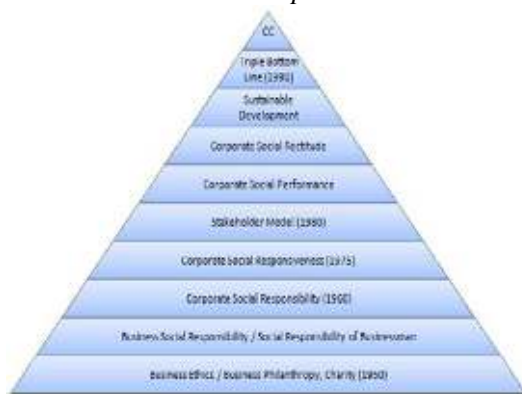 CC
Triple Bottom
Line (1990)
Sustainable
Development
Corporate Social Rectitude
Corporate Social Performance
Stakeholder Model (1980)
Corporate Social Responsiveness (1975)
Corporate Social Responsibility (1960)
Business Social Responsibility / Social Responsibility of Businessman
Business Ethics / Business Philanthropy, Charity (1950)